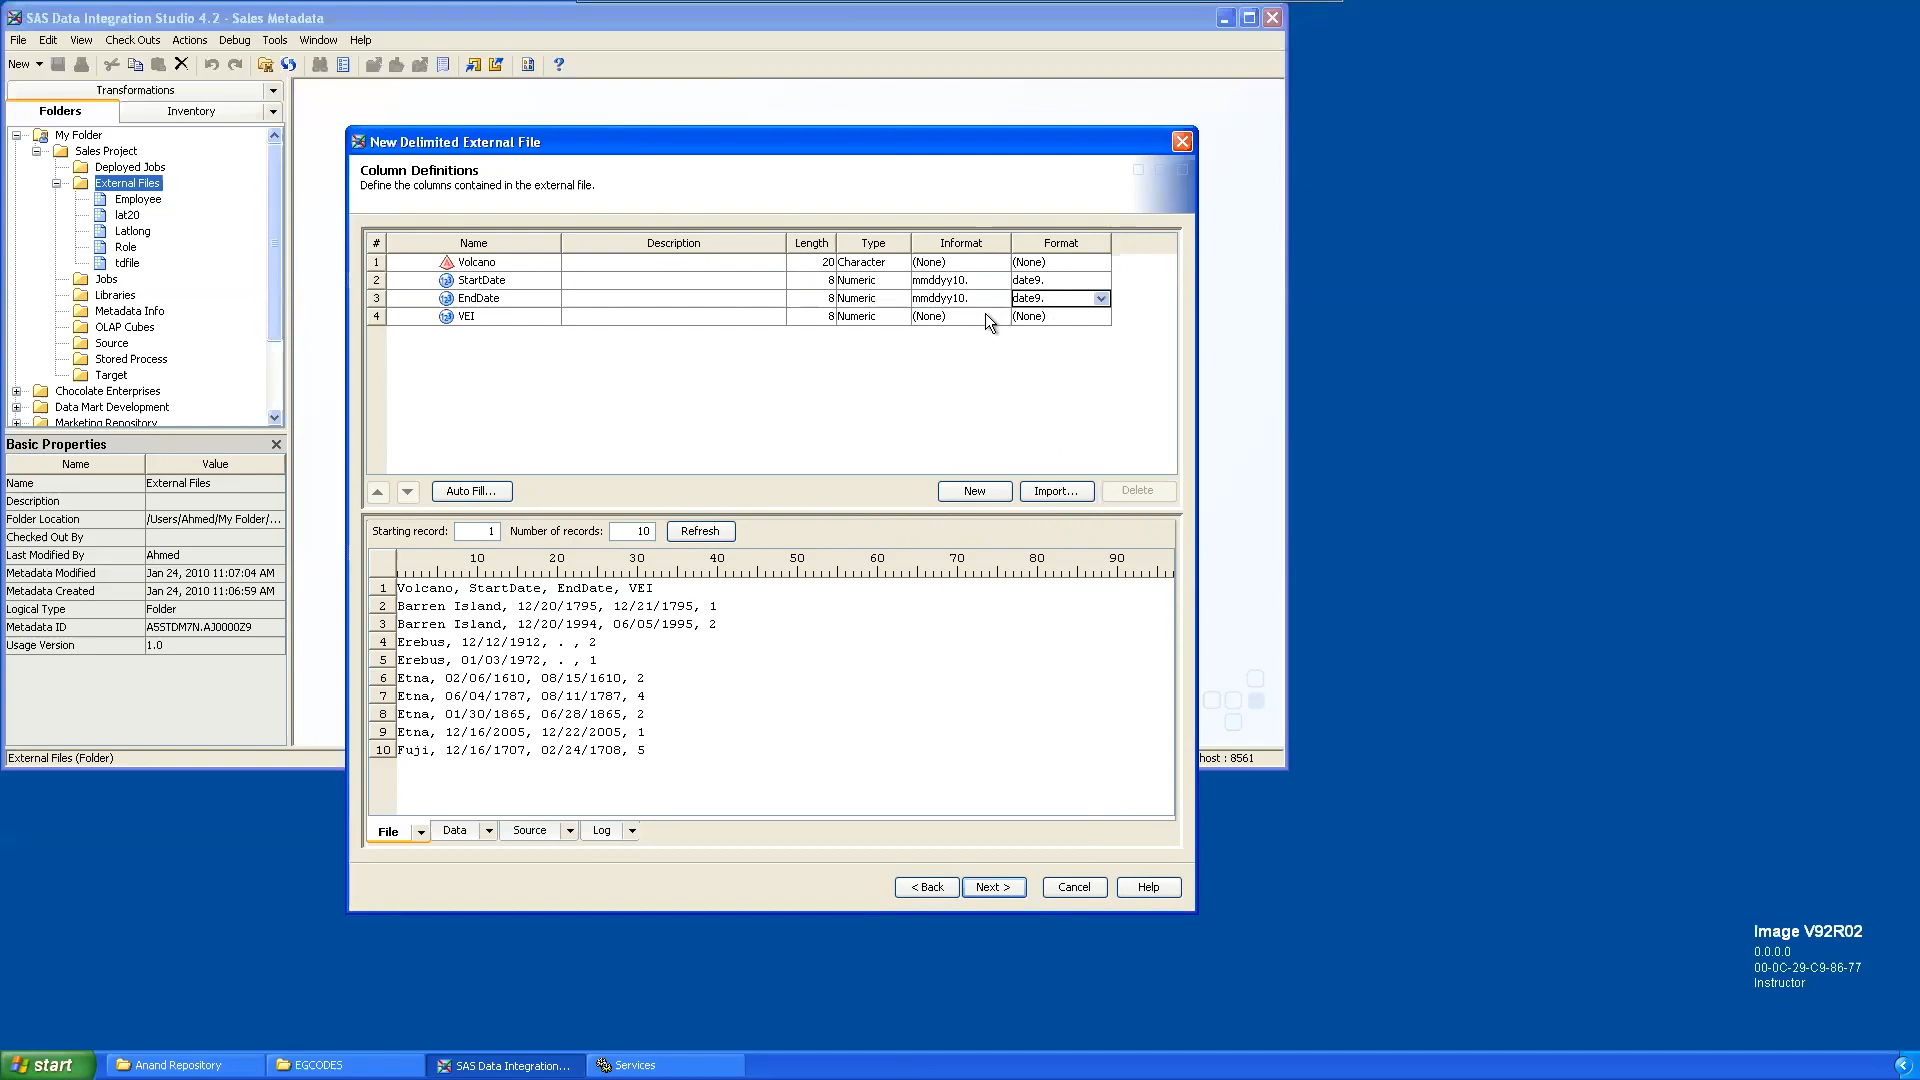 SAS Data Integration Studio 4.2 - Sales Metadata
File Edit View Check Outs Actions Debug Tools Window Help
New
Transformations
Folders Inventory
My Folder
Sales Project
Deployed Jobs
External Files
Employee
lat20
Latlong
Role
tdfile
Jobs
Libraries
Metadata Info
OLAP Cubes
Source
Stored Process
Target
Chocolate Enterprises
Data Mart Development
Marketing Repository
Basic Properties
Name Value
Name External Files
Description
Folder Location /Users/Ahmed/My Folder/...
Checked Out By
Last Modified By Ahmed
Metadata Modified Jan 24, 2010 11:07:04 AM
Metadata Created Jan 24, 2010 11:06:59 AM
Logical Type Folder
Metadata ID A5STDM7N.AJ0000Z9
Usage Version 1.0
External Files (Folder)
host : 8561
New Delimited External File
Column Definitions
Define the columns contained in the external file.
# Name Description Length Type Informat Format
1 Volcano 20 Character (None) (None)
2 StartDate 8 Numeric mmddyy10. date9.
3 EndDate 8 Numeric mmddyy10. date9.
4 VEI 8 Numeric (None) (None)
Auto Fill... New Import... Delete
Starting record: 1 Number of records: 10 Refresh
10 20 30 40 50 60 70 80 90
1 Volcano, StartDate, EndDate, VEI
2 Barren Island, 12/20/1795, 12/21/1795, 1
3 Barren Island, 12/20/1994, 06/05/1995, 2
4 Erebus, 12/12/1912, . , 2
5 Erebus, 01/03/1972, . , 1
6 Etna, 02/06/1610, 08/15/1610, 2
7 Etna, 06/04/1787, 08/11/1787, 4
8 Etna, 01/30/1865, 06/28/1865, 2
9 Etna, 12/16/2005, 12/22/2005, 1
10 Fuji, 12/16/1707, 02/24/1708, 5
File Data Source Log
< Back Next > Cancel Help
Image V92R02
0.0.0.0
00-0C-29-C9-86-77
Instructor
start Anand Repository EGCODES SAS Data Integration... Services